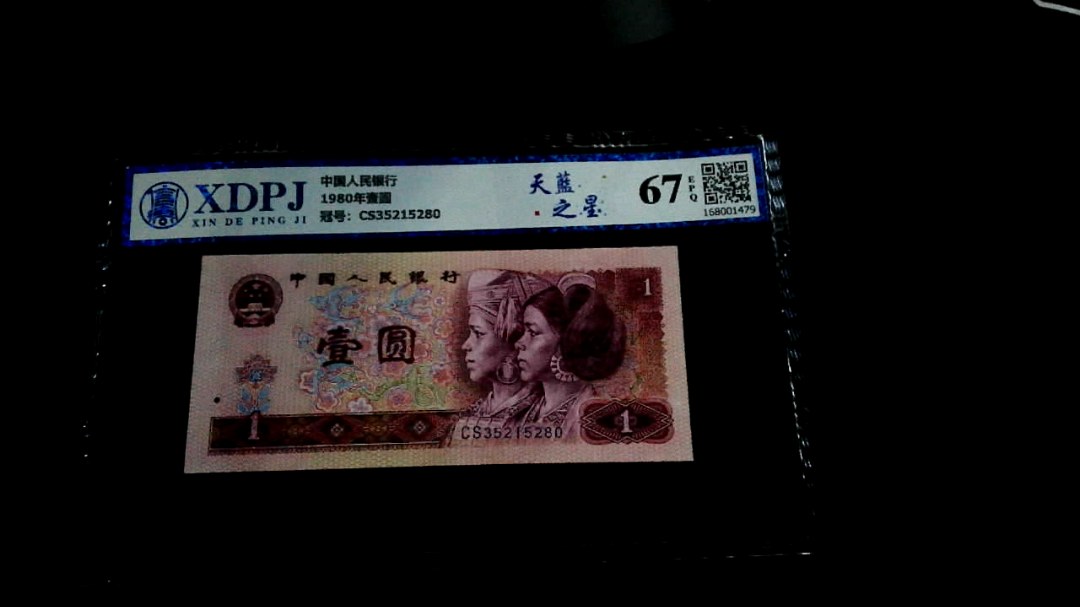 XDPJ
XIN DE PING JI
中国人民银行
1980年壹圆
冠号：CS35215280
天藍
之星
67
EPQ
168001479
中国人民银行
壹圆
1
1
CS35215280
1